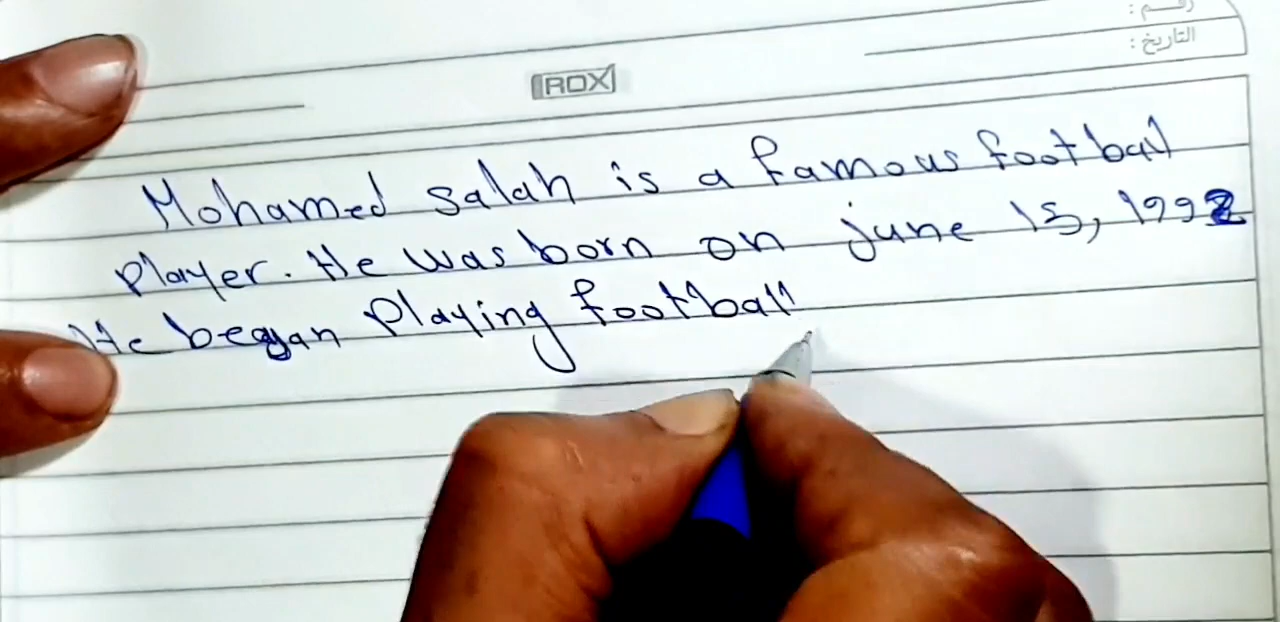 رقم :
التاريخ :
ROX
Mohamed Salah is a famous football
player. He was born on june 15, 1992
He began Playing football